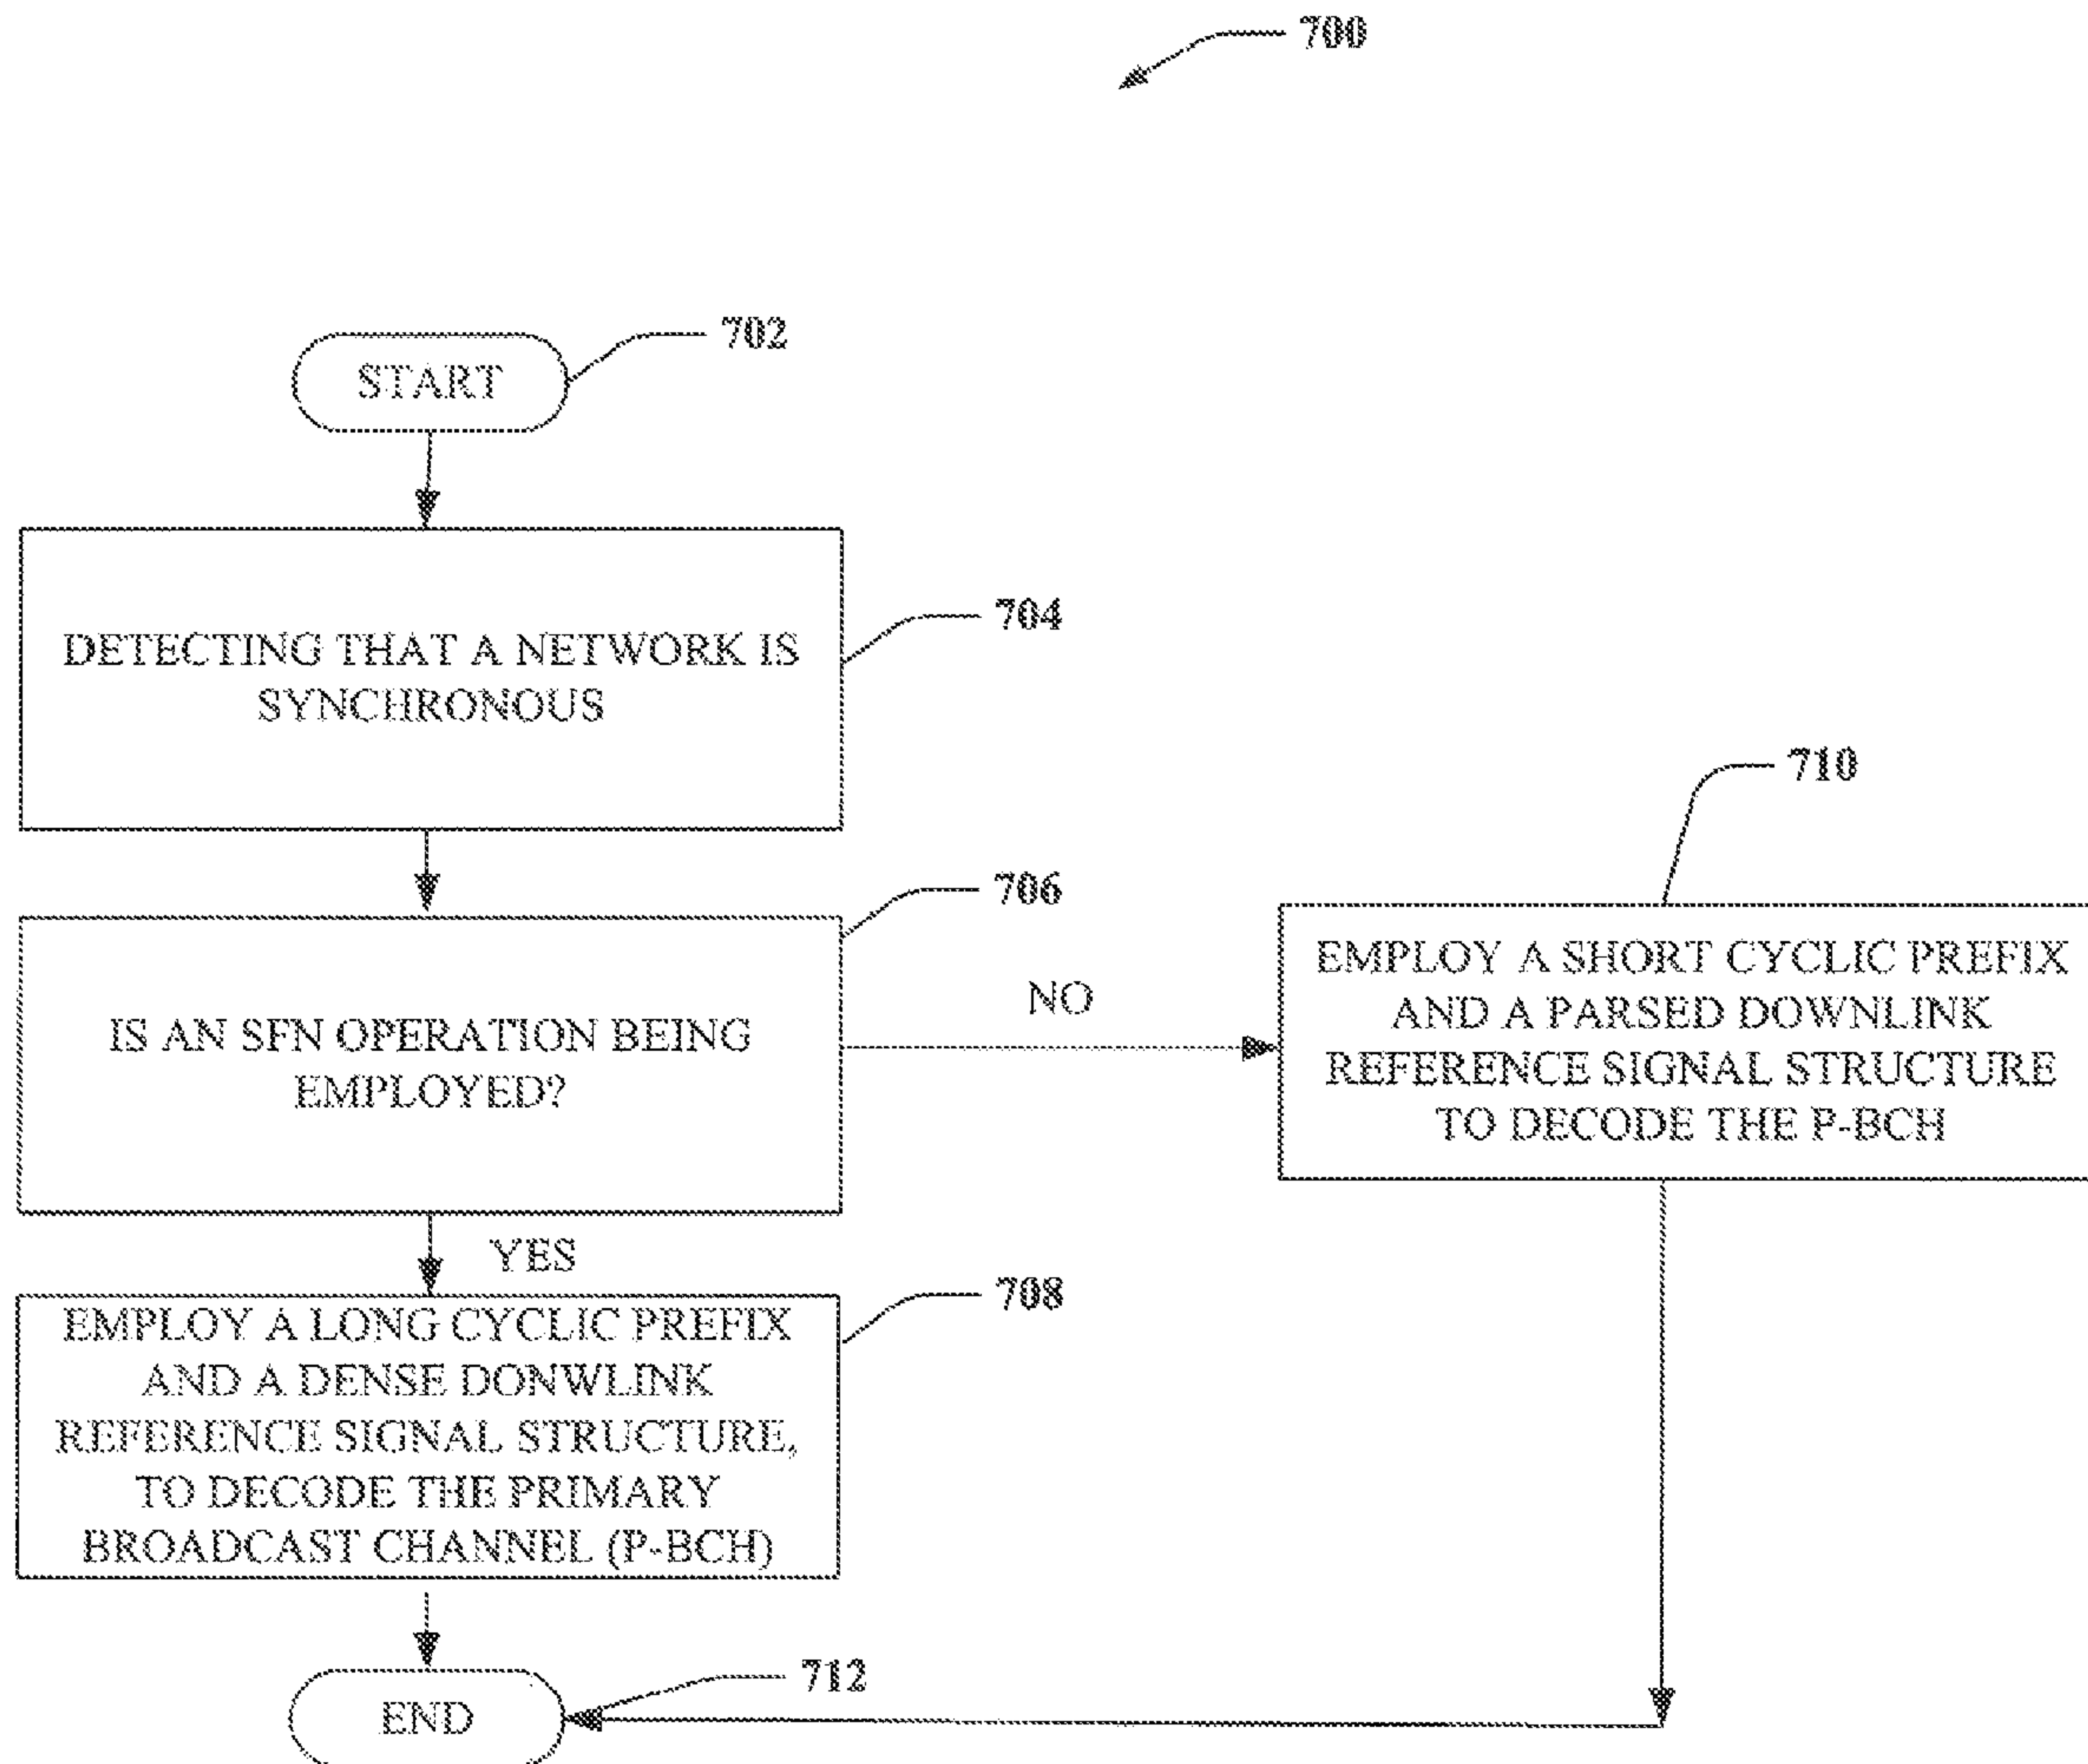 700
START
702
DETECTING THAT A NETWORK IS
SYNCHRONOUS
704
IS AN SFN OPERATION BEING
EMPLOYED?
706
NO
EMPLOY A SHORT CYCLIC PREFIX
AND A PARSED DOWNLINK
REFERENCE SIGNAL STRUCTURE
TO DECODE THE P-BCH
710
YES
EMPLOY A LONG CYCLIC PREFIX
AND A DENSE DONWLINK
REFERENCE SIGNAL STRUCTURE,
TO DECODE THE PRIMARY
BROADCAST CHANNEL (P-BCH)
708
END
712